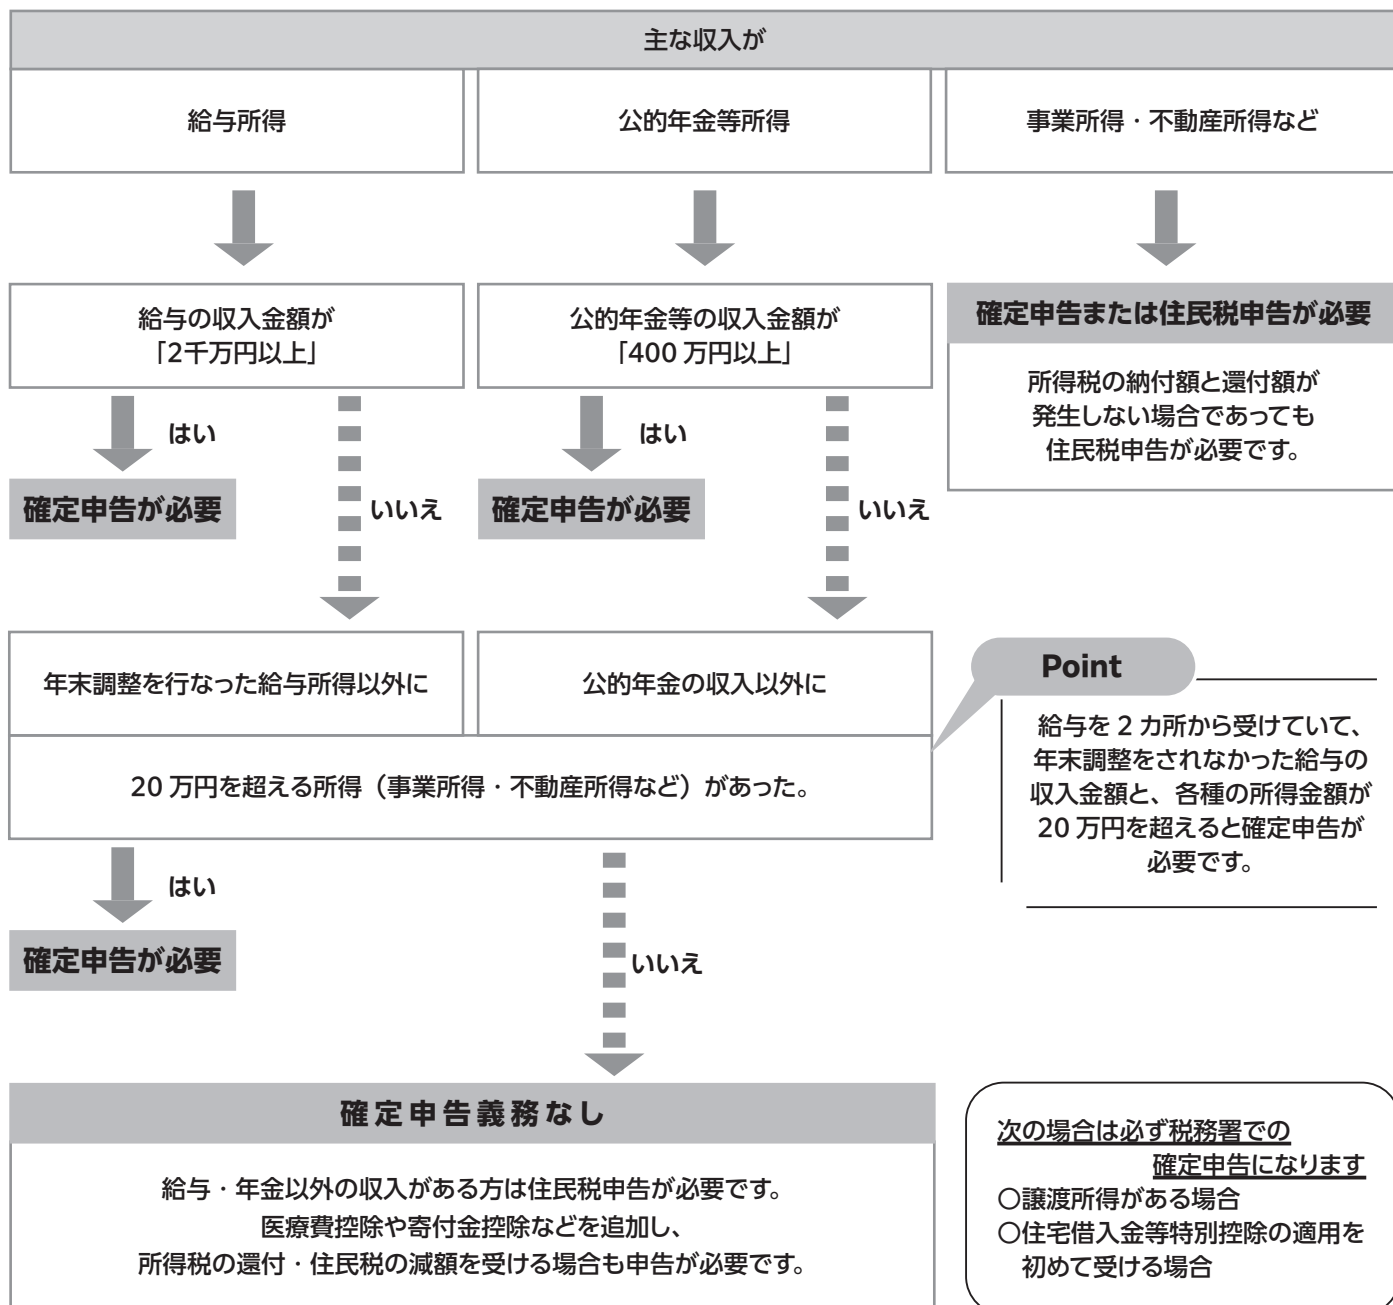 主な収入が
給与所得
公的年金等所得
事業所得・不動産所得など
給与の収入金額が
「2千万円以上」
公的年金等の収入金額が
「400 万円以上」
確定申告または住民税申告が必要
所得税の納付額と還付額が
発生しない場合であっても
住民税申告が必要です。
はい
はい
確定申告が必要
いいえ
確定申告が必要
いいえ
年末調整を行なった給与所得以外に
公的年金の収入以外に
20 万円を超える所得（事業所得・不動産所得など）があった。
Point
給与を 2 カ所から受けていて、
年末調整をされなかった給与の
収入金額と、各種の所得金額が
20 万円を超えると確定申告が
必要です。
はい
確定申告が必要
いいえ
確定申告義務なし
給与・年金以外の収入がある方は住民税申告が必要です。
医療費控除や寄付金控除などを追加し、
所得税の還付・住民税の減額を受ける場合も申告が必要です。
次の場合は必ず税務署での
確定申告になります
○譲渡所得がある場合
○住宅借入金等特別控除の適用を
初めて受ける場合